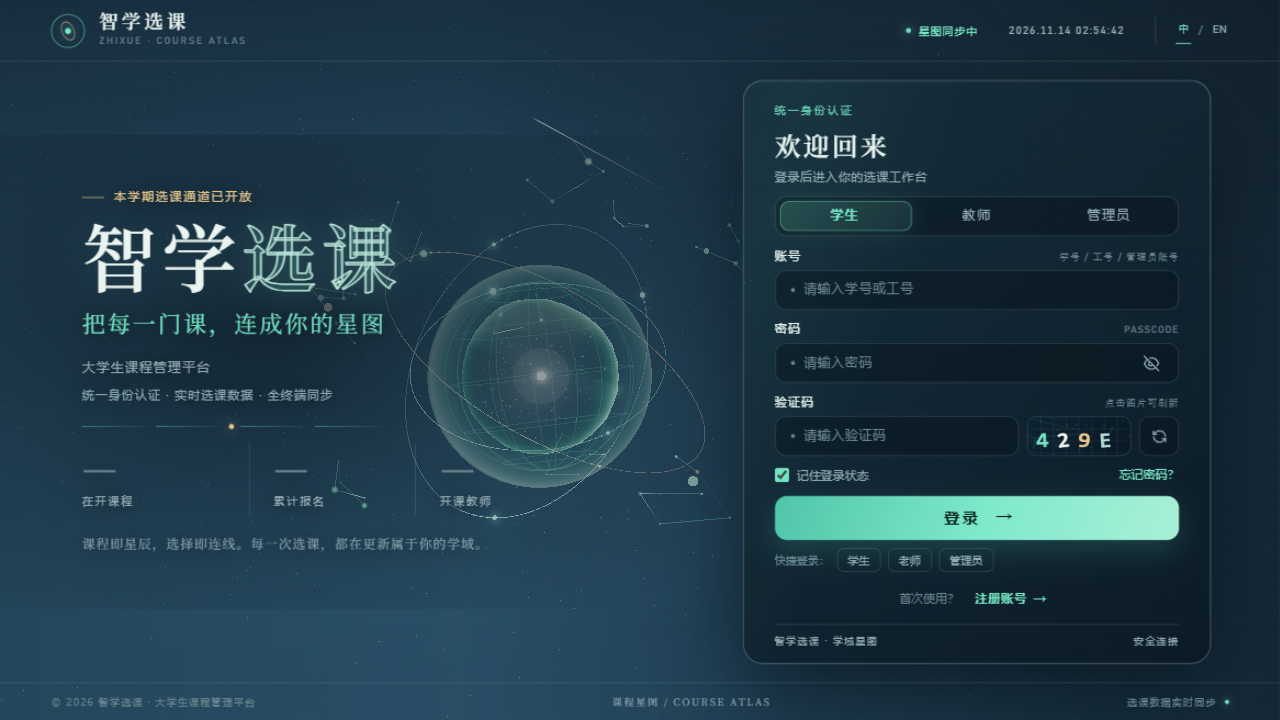 智学选课
ZHIXUE · COURSE ATLAS
星图同步中
2026.11.14 02:54:42
中 / EN
本学期选课通道已开放
智学选课
把每一门课，连成你的星图
大学生课程管理平台
统一身份认证 · 实时选课数据 · 全终端同步
在开课程
累计报名
开课教师
课程即星辰，选择即连线。每一次选课，都在更新属于你的学域。
统一身份认证
欢迎回来
登录后进入你的选课工作台
学生
教师
管理员
账号
学号 / 工号 / 管理员账号
请输入学号或工号
密码
PASSCODE
请输入密码
验证码
点击图片可刷新
请输入验证码
429E
记住登录状态
忘记密码?
登录 →
快捷登录:
学生
老师
管理员
首次使用? 注册账号 →
智学选课 · 学域星图
安全连接
© 2026 智学选课 · 大学生课程管理平台
课程星图 / COURSE ATLAS
选课数据实时同步